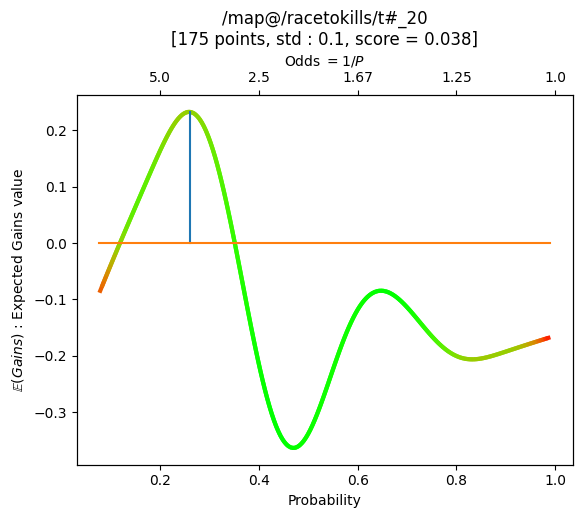 /map@/racetokills/t#_20
[175 points, std : 0.1, score = 0.038]
Odds = 1/P
5.0 2.5 1.67 1.25 1.0
0.2
0.1
0.0
−0.1
−0.2
−0.3
𝔼(Gains) : Expected Gains value
0.2 0.4 0.6 0.8 1.0
Probability